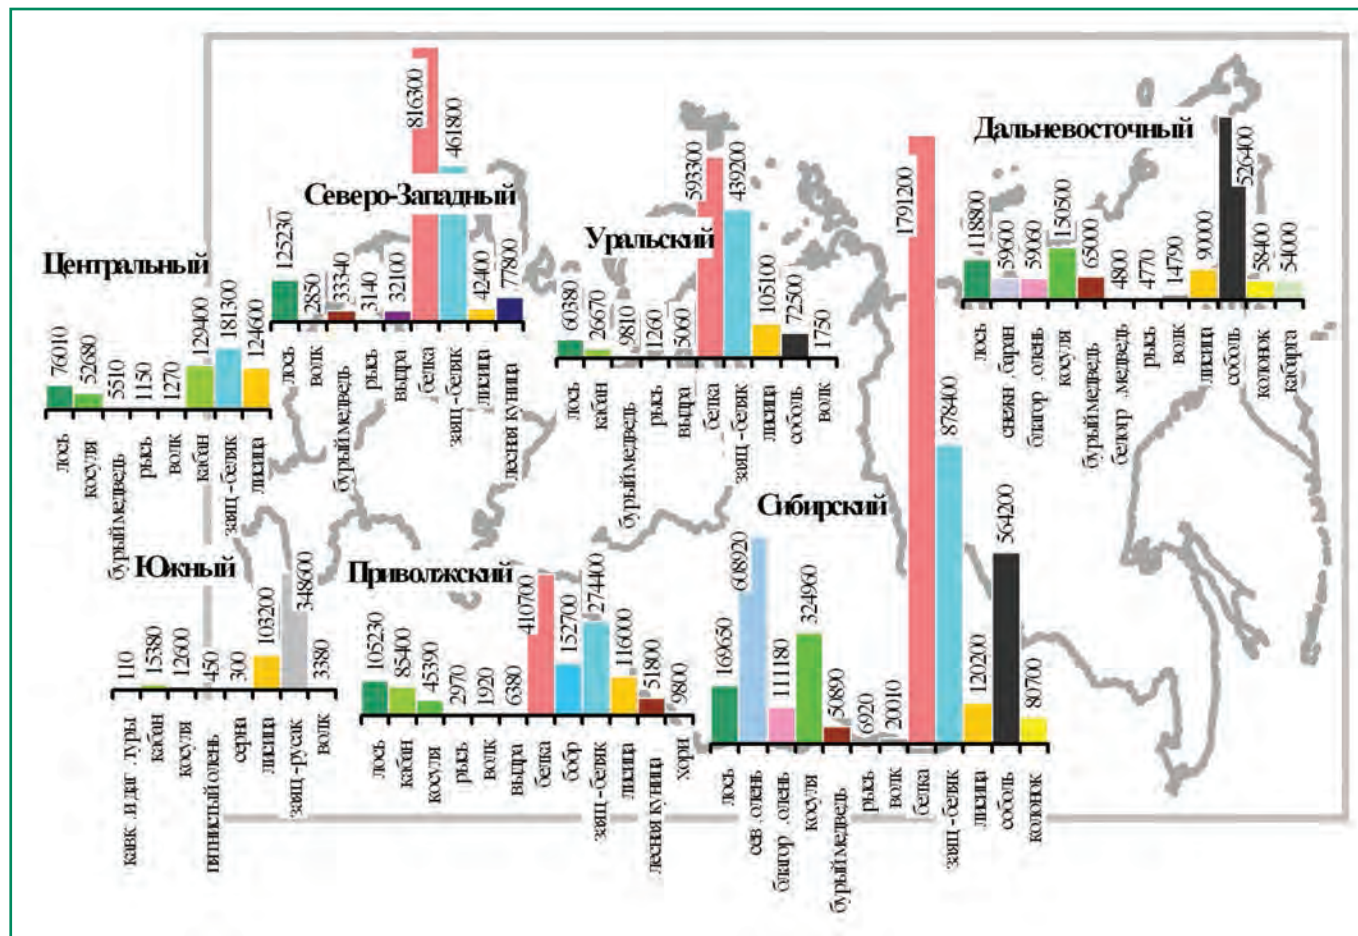 Северо-Западный
125230
2850
33340
3140
32100
816300
461800
42400
77800
лось
волк
бурый медведь
рысь
выдра
белка
заяц-беляк
лисица
лесная куница
Уральский
60380
26670
9810
1260
5060
593300
439200
105100
72500
1750
лось
кабан
бурый медведь
рысь
выдра
белка
заяц-беляк
лисица
соболь
волк
Дальневосточный
118800
59600
59060
150500
65000
4800
4770
14790
90000
526400
58400
54000
лось
снежн.баран
благор.олень
косуля
бурый медведь
белогр.медведь
рысь
волк
лисица
соболь
колонок
кабарга
Центральный
76010
52680
5510
1150
1270
129400
181300
124600
лось
косуля
бурый медведь
рысь
волк
кабан
заяц-беляк
лисица
Южный
110
15380
12600
450
300
103200
348600
3380
кавк.и даг.туры
кабан
косуля
пятнистый олень
серна
лисица
заяц-русак
волк
Приволжский
105230
85400
45390
2970
1920
6380
410700
152700
274400
116000
51800
9800
лось
кабан
косуля
рысь
волк
выдра
белка
бобр
заяц-беляк
лисица
лесная куница
хори
Сибирский
169650
608920
111180
324960
50890
6920
20010
1791200
878400
120200
564200
80700
лось
сев.олень
благор.олень
косуля
бурый медведь
рысь
волк
белка
заяц-беляк
лисица
соболь
колонок